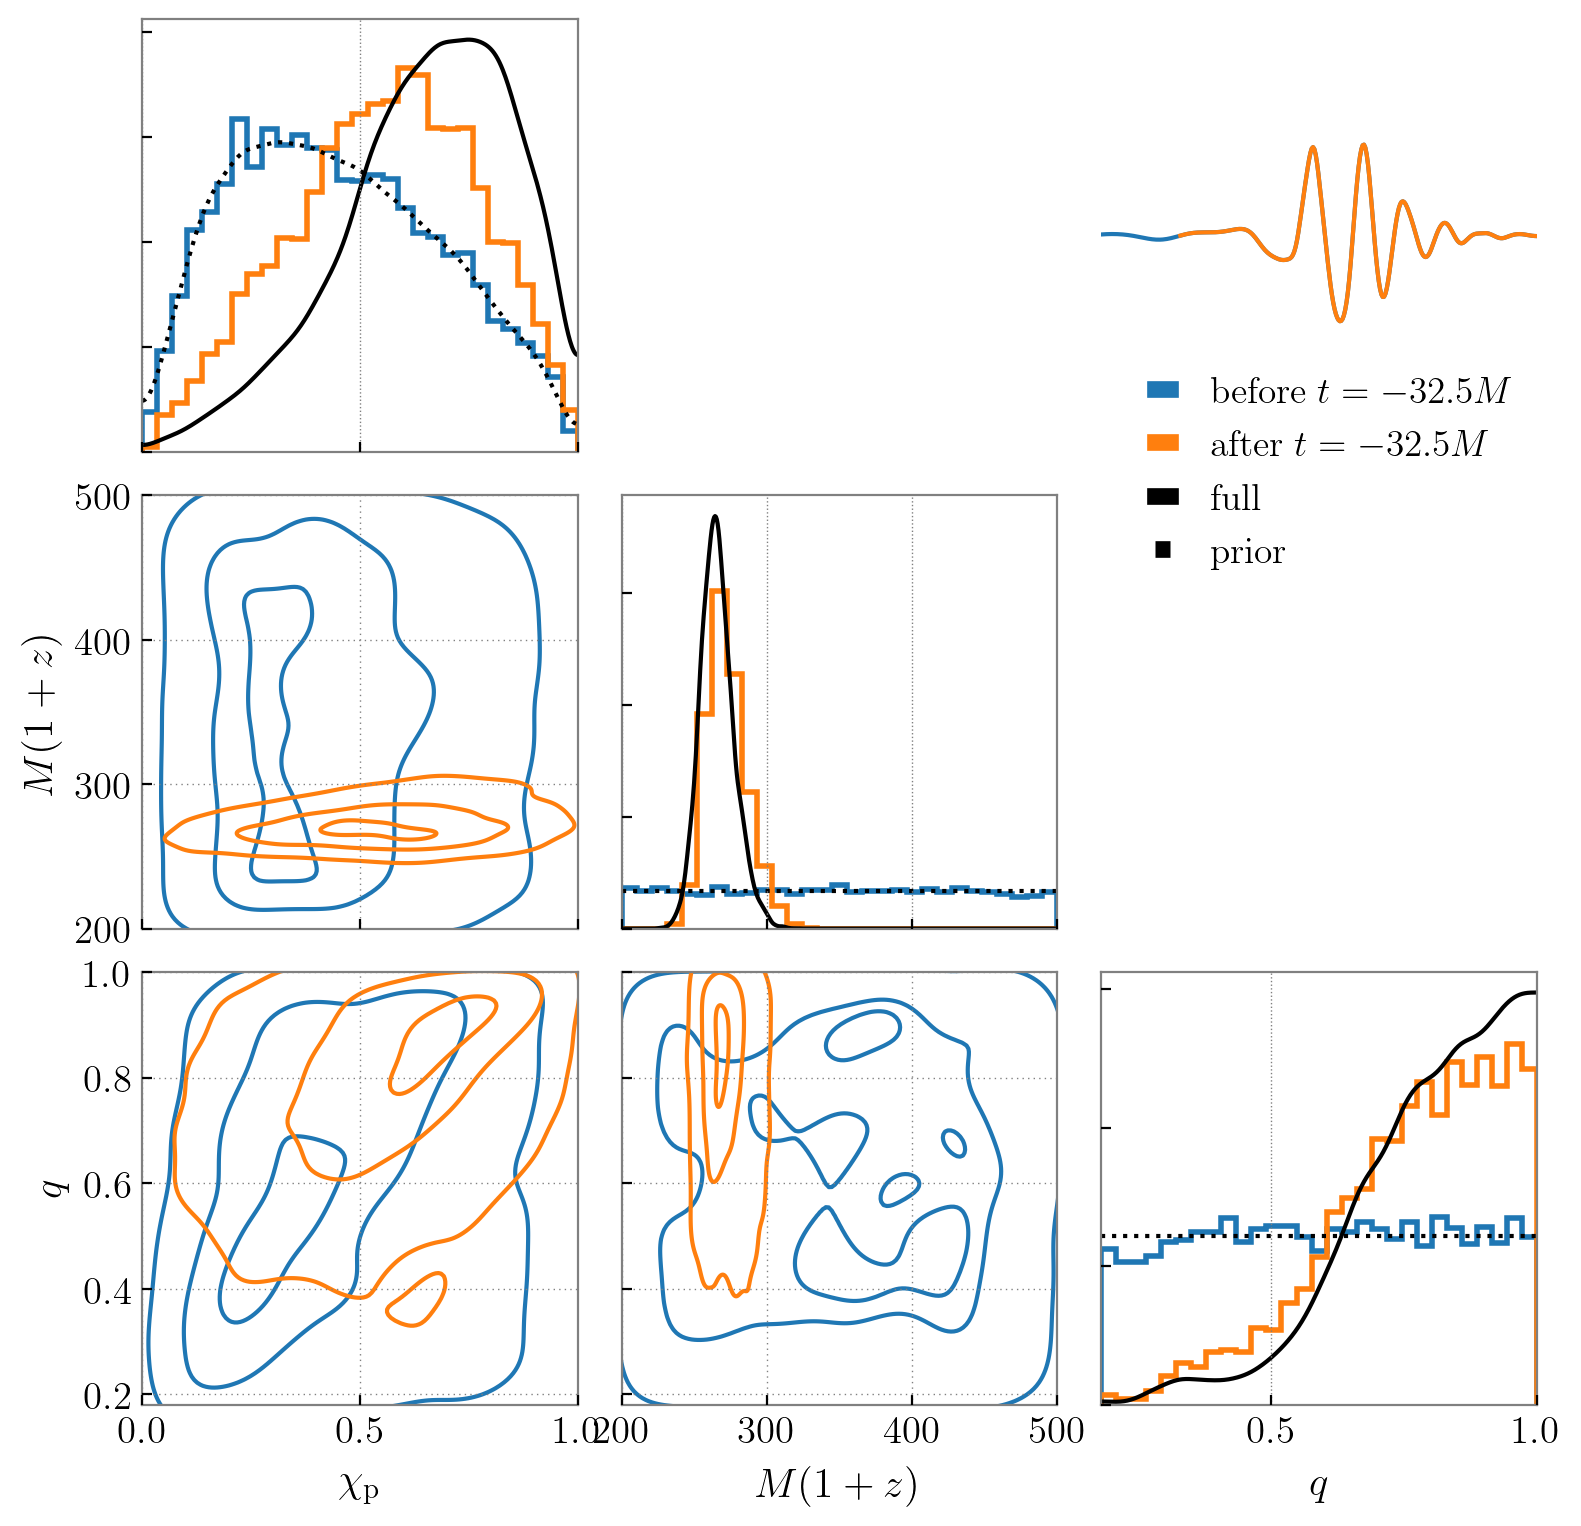 before t = −32.5M
after t = −32.5M
full
prior
500
400
300
200
M(1 + z)
1.0
0.8
0.6
0.4
0.2
q
0.0 0.5 1.0
200 300 400 500
0.5 1.0
χp
M(1 + z)
q